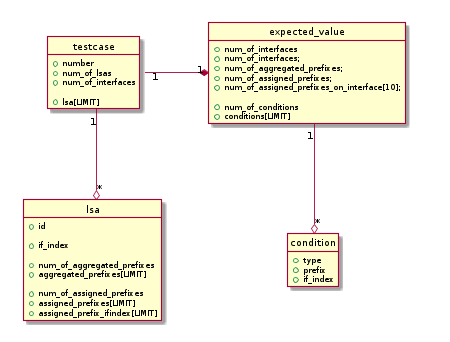 testcase
number
num_of_lsas
num_of_interfaces
lsa[LIMIT]
1
1
expected_value
num_of_interfaces
num_of_interfaces;
num_of_aggregated_prefixes;
num_of_assigned_prefixes;
num_of_assigned_prefixes_on_interface[10];
num_of_conditions
conditions[LIMIT]
1
*
1
*
lsa
id
if_index
num_of_aggregated_prefixes
aggregated_prefixes[LIMIT]
num_of_assigned_prefixes
assigned_prefixes[LIMIT]
assigned_prefix_ifindex[LIMIT]
condition
type
prefix
if_index